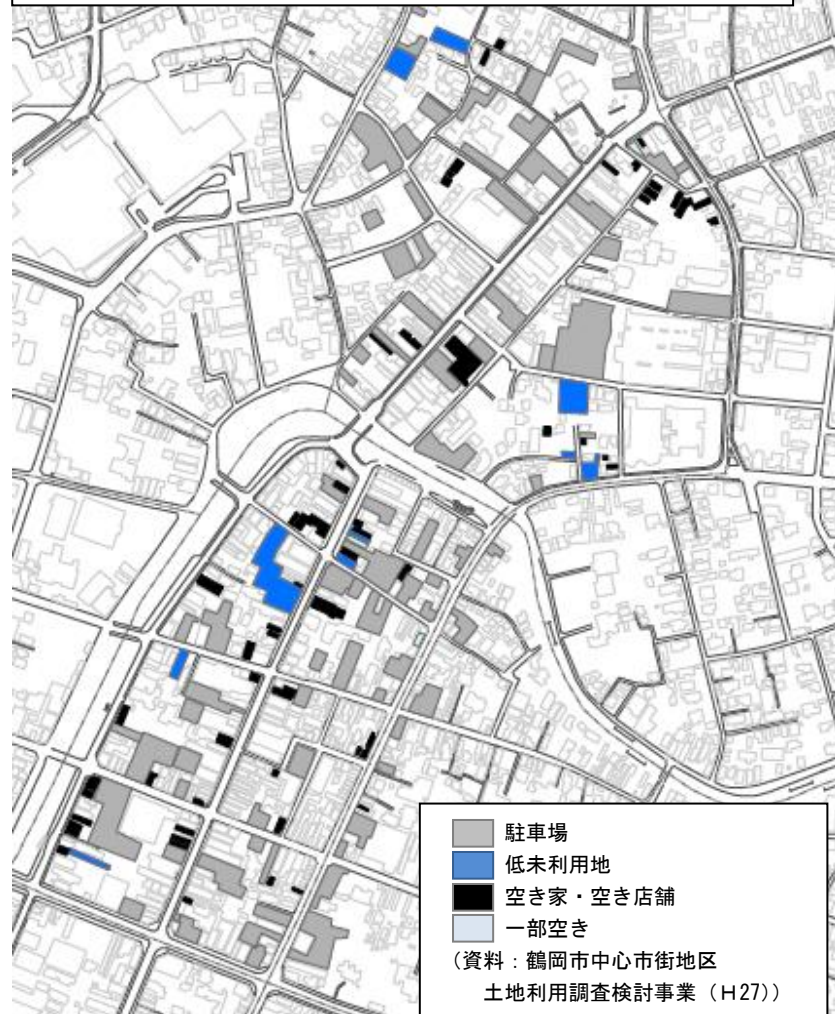 駐車場
低未利用地
空き家・空き店舗
一部空き
（資料：鶴岡市中心市街地区
土地利用調査検討事業（H27））